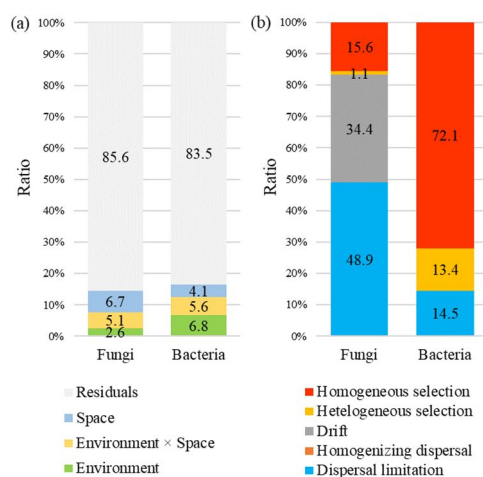 (a)
100%
90%
80%
70%
60%
50%
40%
30%
20%
10%
0%
Ratio
85.6
83.5
6.7
4.1
5.1
5.6
2.6
6.8
Fungi Bacteria
Residuals
Space
Environment × Space
Environment
(b)
100%
90%
80%
70%
60%
50%
40%
30%
20%
10%
0%
Ratio
15.6
1.1
34.4
72.1
48.9
13.4
14.5
Fungi Bacteria
Homogeneous selection
Hetelogeneous selection
Drift
Homogenizing dispersal
Dispersal limitation